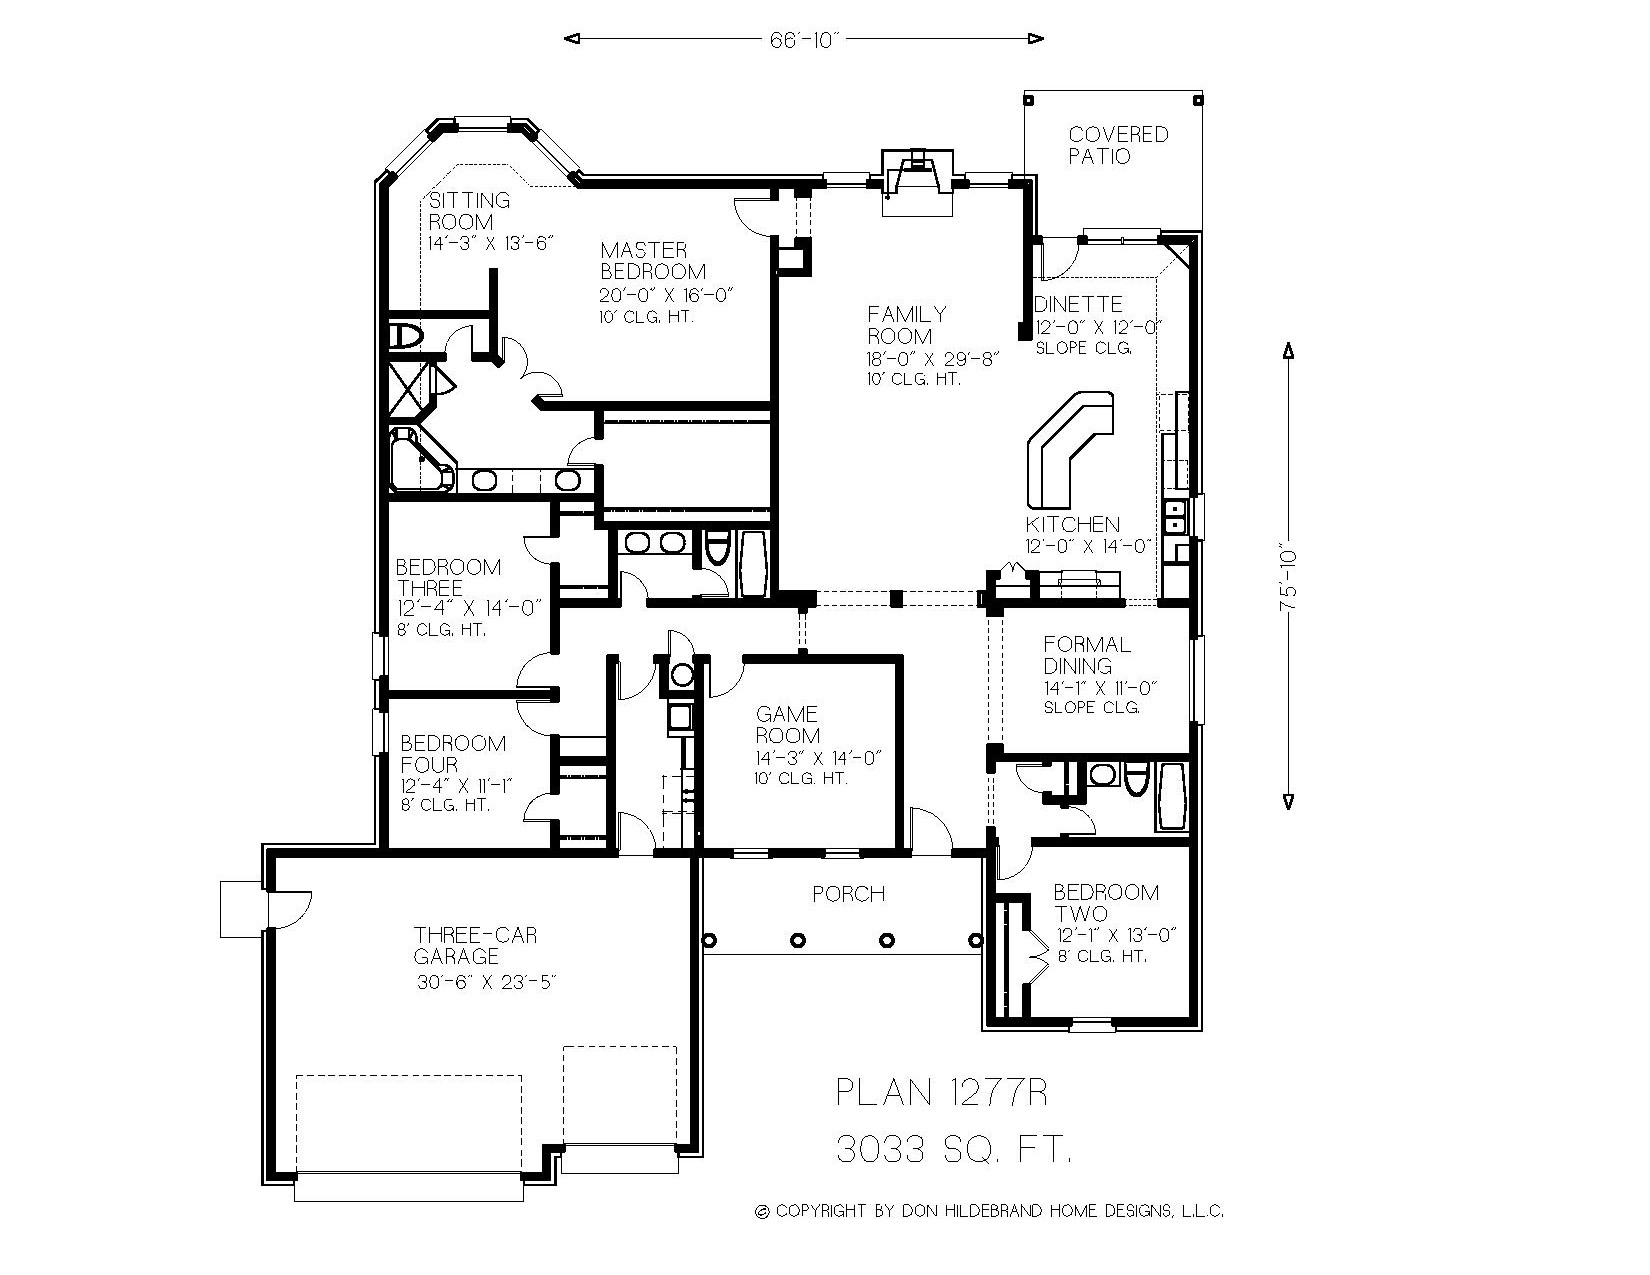 66'-10"
COVERED
PATIO
SITTING
ROOM
14'-3" X 13'-6"
MASTER
BEDROOM
20'-0" X 16'-0"
10' CLG. HT.
FAMILY
ROOM
18'-0" X 29'-8"
10' CLG. HT.
DINETTE
12'-0" X 12'-0"
SLOPE CLG.
KITCHEN
12'-0" X 14'-0"
75'-10"
BEDROOM
THREE
12'-4" X 14'-0"
8' CLG. HT.
FORMAL
DINING
14'-1" X 11'-0"
SLOPE CLG.
GAME
ROOM
14'-3" X 14'-0"
10' CLG. HT.
BEDROOM
FOUR
12'-4" X 11'-1"
8' CLG. HT.
PORCH
BEDROOM
TWO
12'-1" X 13'-0"
8' CLG. HT.
THREE-CAR
GARAGE
30'-6" X 23'-5"
PLAN 1277R
3033 SQ. FT.
© COPYRIGHT BY DON HILDEBRAND HOME DESIGNS, L.L.C.